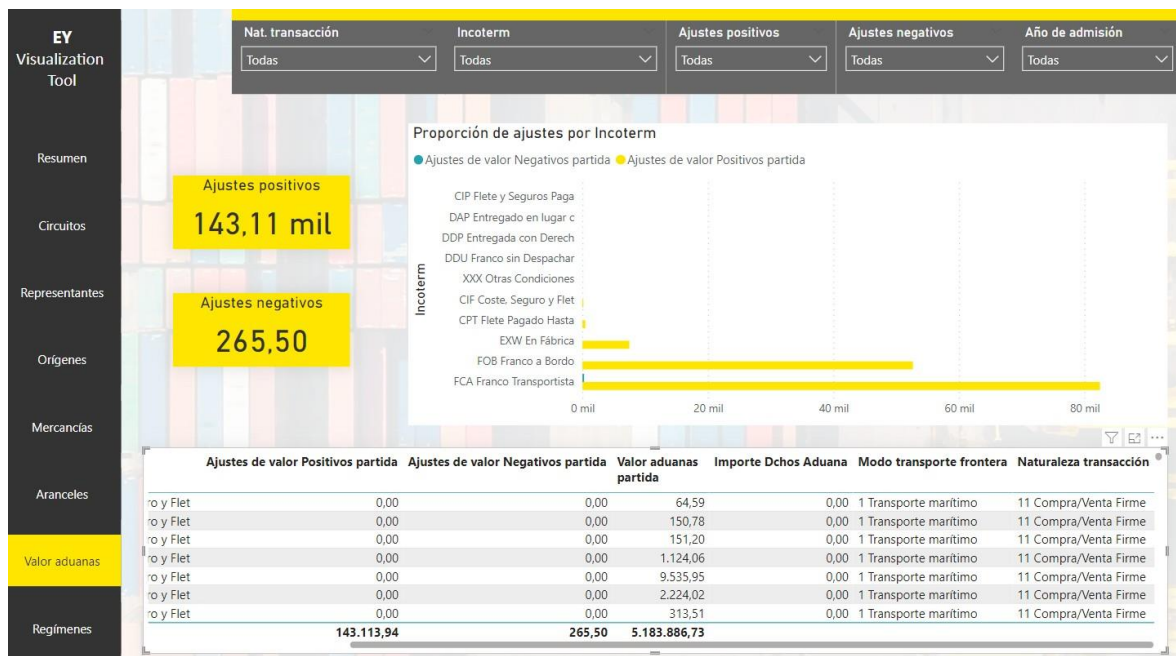 EY
Visualization
Tool
Resumen
Circuitos
Representantes
Orígenes
Mercancías
Aranceles
Valor aduanas
Regímenes
Nat. transacción Incoterm Ajustes positivos Ajustes negativos Año de admisión
Todas Todas Todas Todas Todas
Ajustes positivos
143,11 mil
Ajustes negativos
265,50
Proporción de ajustes por Incoterm
Ajustes de valor Negativos partida Ajustes de valor Positivos partida
Incoterm
CIP Flete y Seguros Paga
DAP Entregado en lugar c
DDP Entregada con Derech
DDU Franco sin Despachar
XXX Otras Condiciones
CIF Coste, Seguro y Flet
CPT Flete Pagado Hasta
EXW En Fábrica
FOB Franco a Bordo
FCA Franco Transportista
0 mil 20 mil 40 mil 60 mil 80 mil
Ajustes de valor Positivos partida Ajustes de valor Negativos partida Valor aduanas Importe Dchos Aduana Modo transporte frontera Naturaleza transacción
partida
ro y Flet 0,00 0,00 64,59 0,00 1 Transporte marítimo 11 Compra/Venta Firme
ro y Flet 0,00 0,00 150,78 0,00 1 Transporte marítimo 11 Compra/Venta Firme
ro y Flet 0,00 0,00 151,20 0,00 1 Transporte marítimo 11 Compra/Venta Firme
ro y Flet 0,00 0,00 1.124,06 0,00 1 Transporte marítimo 11 Compra/Venta Firme
ro y Flet 0,00 0,00 9.535,95 0,00 1 Transporte marítimo 11 Compra/Venta Firme
ro y Flet 0,00 0,00 2.224,02 0,00 1 Transporte marítimo 11 Compra/Venta Firme
ro y Flet 0,00 0,00 313,51 0,00 1 Transporte marítimo 11 Compra/Venta Firme
143.113,94 265,50 5.183.886,73